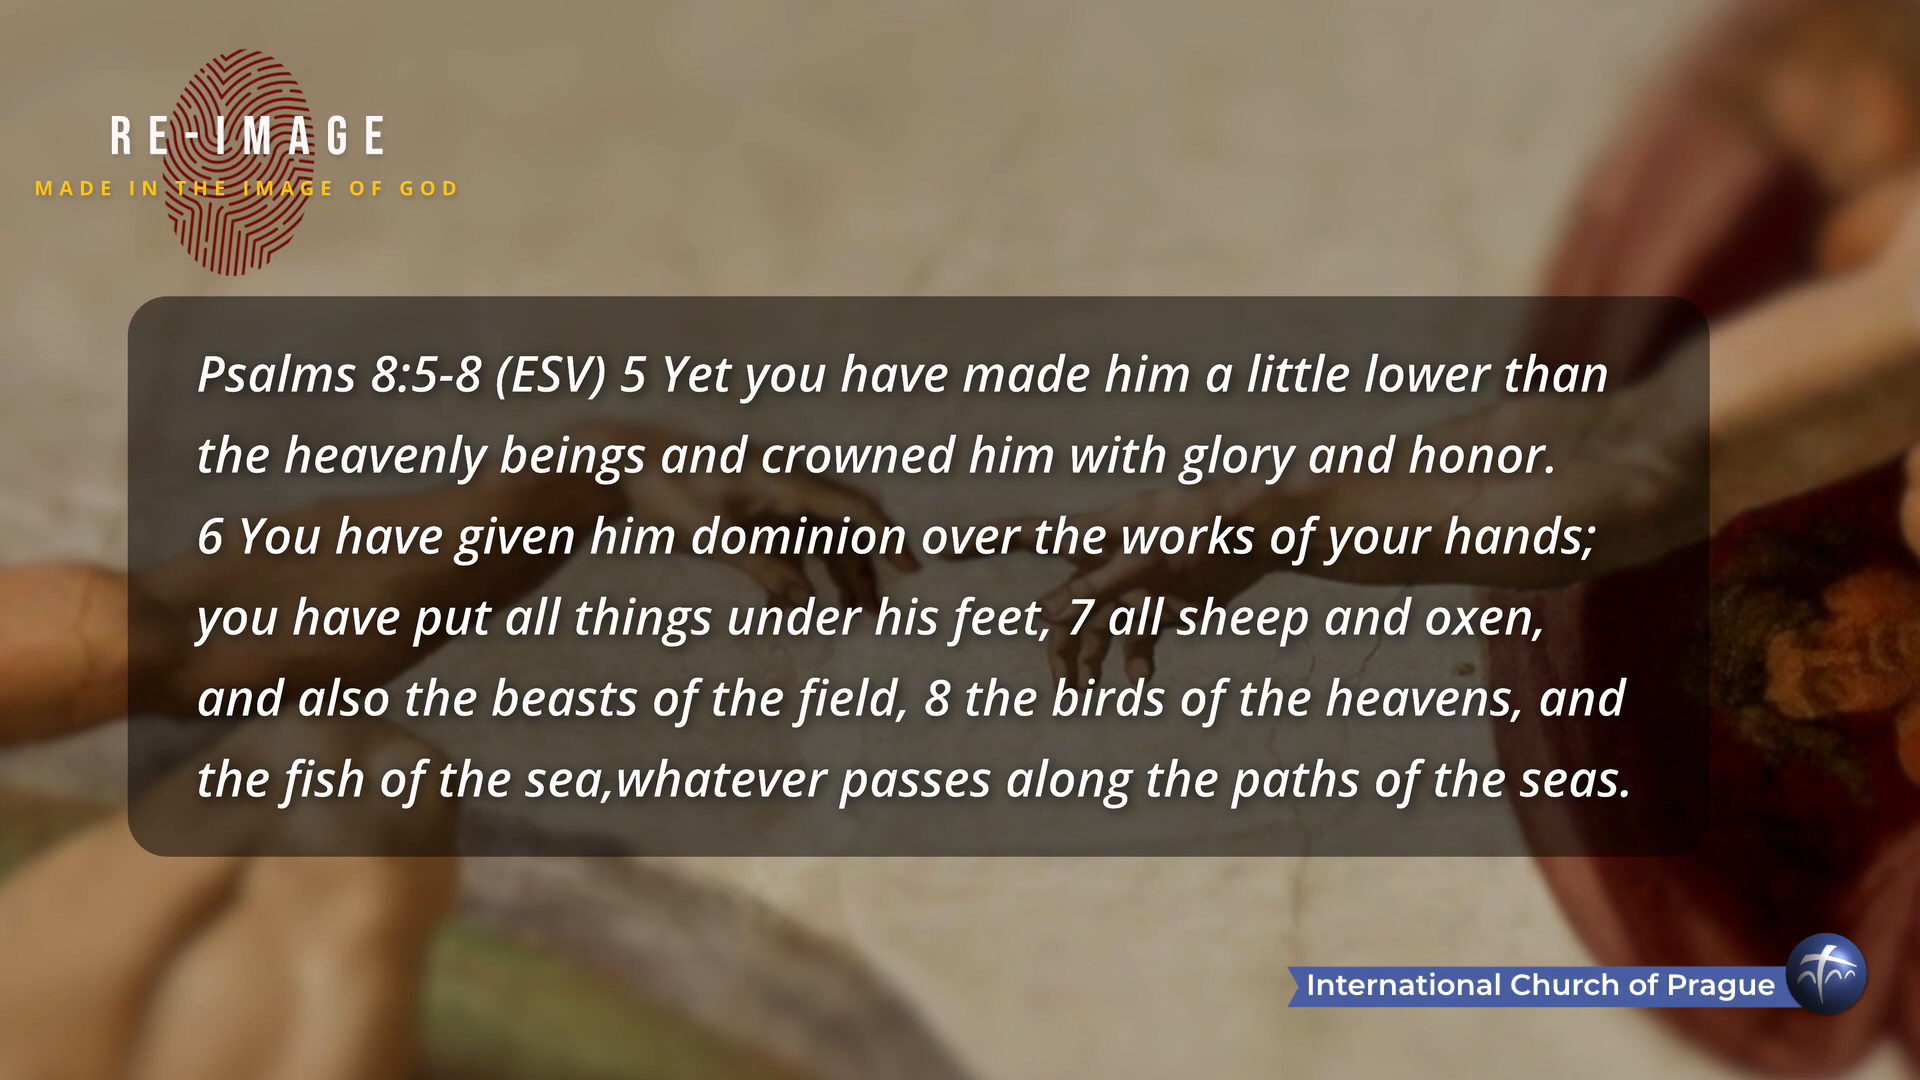 RE-IMAGE
MADE IN THE IMAGE OF GOD
Psalms 8:5-8 (ESV) 5 Yet you have made him a little lower than
the heavenly beings and crowned him with glory and honor.
6 You have given him dominion over the works of your hands;
you have put all things under his feet, 7 all sheep and oxen,
and also the beasts of the field, 8 the birds of the heavens, and
the fish of the sea,whatever passes along the paths of the seas.
International Church of Prague